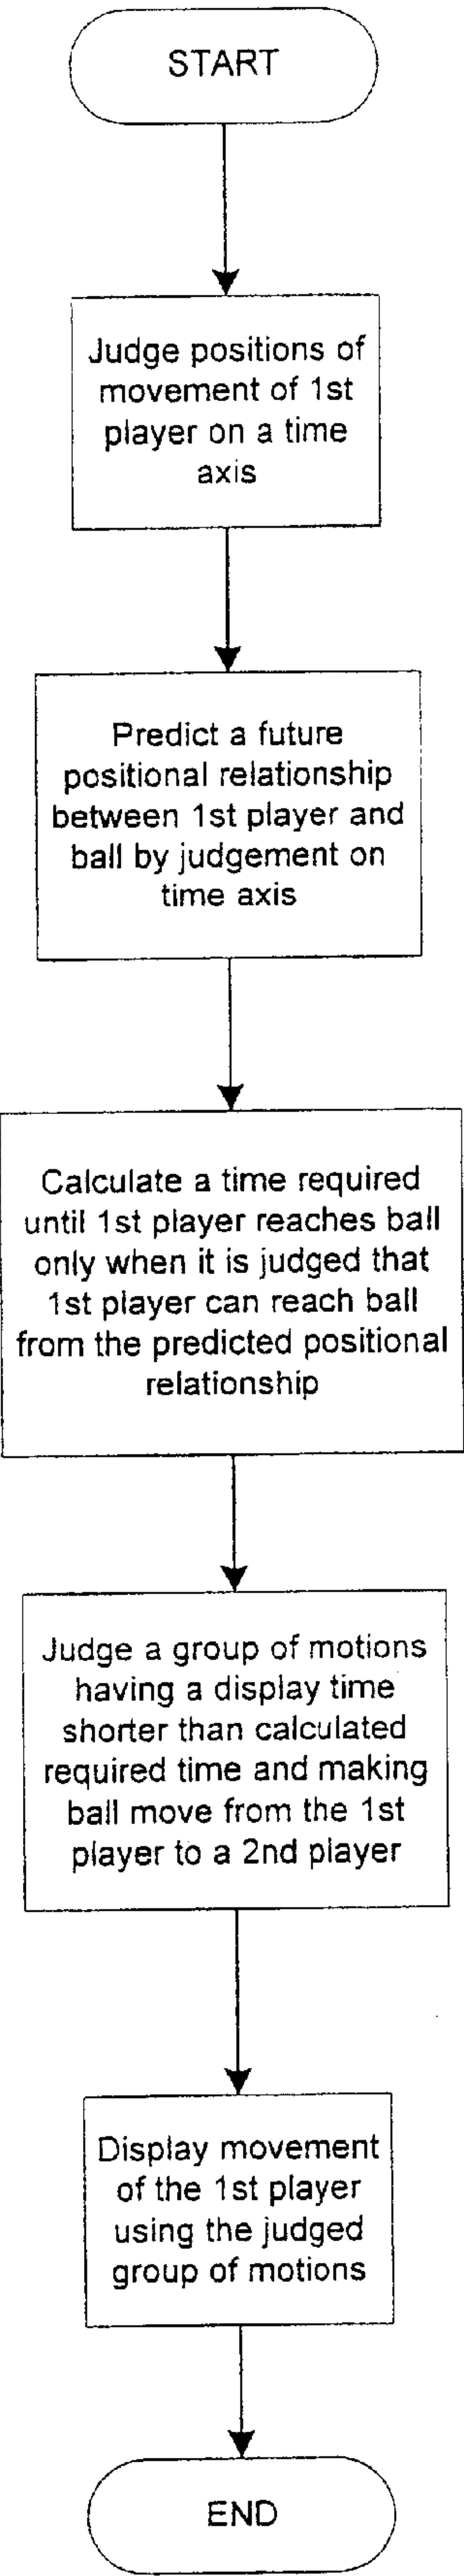 START
Judge positions of
movement of 1st
player on a time
axis
Predict a future
positional relationship
between 1st player and
ball by judgement on
time axis
Calculate a time required
until 1st player reaches ball
only when it is judged that
1st player can reach ball
from the predicted positional
relationship
Judge a group of motions
having a display time
shorter than calculated
required time and making
ball move from the 1st
player to a 2nd player
Display movement
of the 1st player
using the judged
group of motions
END